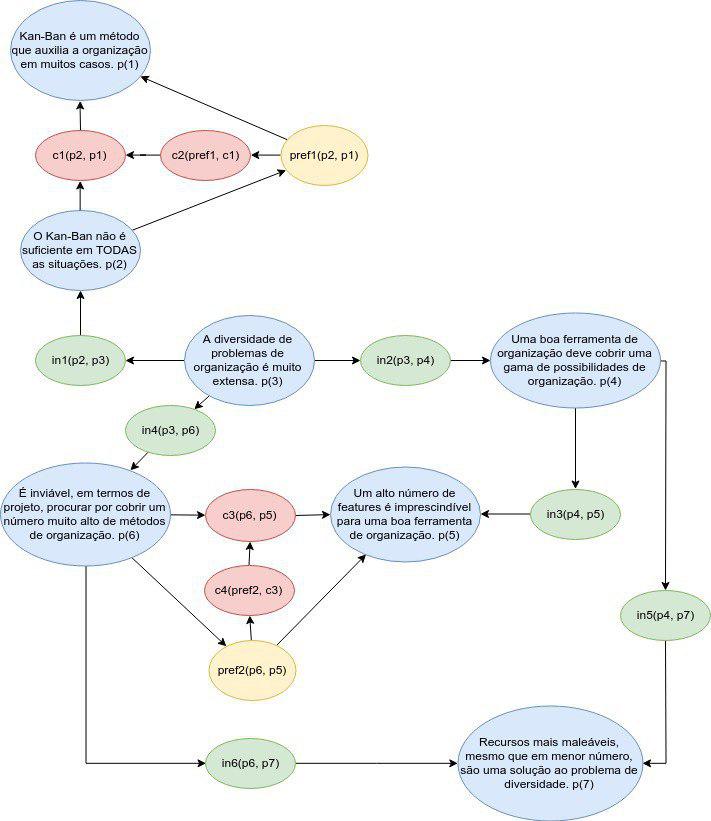 Kan-Ban é um método
que auxilia a organização
em muitos casos. p(1)
c1(p2, p1)
c2(pref1, c1)
pref1(p2, p1)
O Kan-Ban não é
suficiente em TODAS
as situações. p(2)
in1(p2, p3)
A diversidade de
problemas de
organização é muito
extensa. p(3)
in2(p3, p4)
Uma boa ferramenta de
organização deve cobrir uma
gama de possibilidades de
organização. p(4)
in4(p3, p6)
É inviável, em termos de
projeto, procurar por cobrir um
número muito alto de métodos
de organização. p(6)
c3(p6, p5)
Um alto número de
features é imprescindível
para uma boa ferramenta
de organização. p(5)
in3(p4, p5)
c4(pref2, c3)
in5(p4, p7)
pref2(p6, p5)
in6(p6, p7)
Recursos mais maleáveis,
mesmo que em menor número,
são uma solução ao problema de
diversidade. p(7)